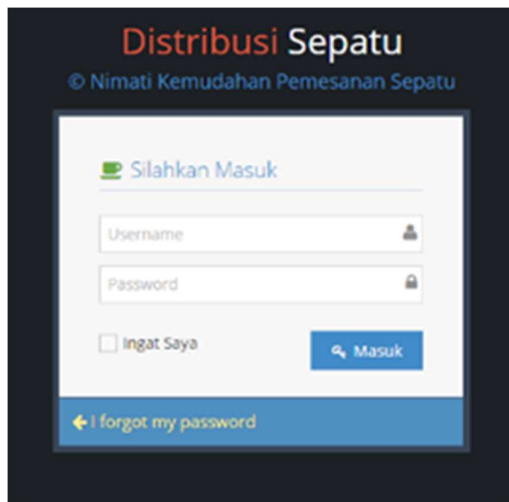 Distribusi Sepatu
© Nimati Kemudahan Pemesanan Sepatu
Silahkan Masuk
Username
Password
Ingat Saya
Masuk
I forgot my password